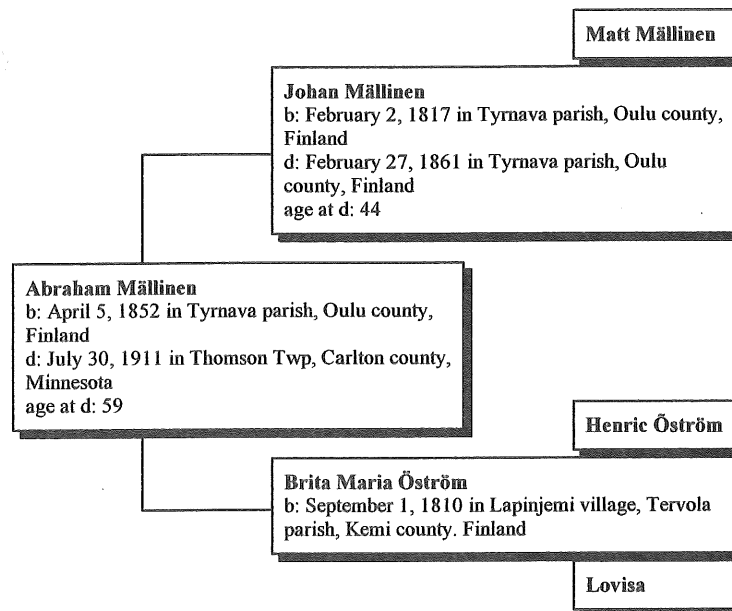 Matt Mällinen
Johan Mällinen
b: February 2, 1817 in Tyrnava parish, Oulu county,
Finland
d: February 27, 1861 in Tyrnava parish, Oulu
county, Finland
age at d: 44
Abraham Mällinen
b: April 5, 1852 in Tyrnava parish, Oulu county,
Finland
d: July 30, 1911 in Thomson Twp, Carlton county,
Minnesota
age at d: 59
Henric Öström
Brita Maria Öström
b: September 1, 1810 in Lapinjemi village, Tervola
parish, Kemi county. Finland
Lovisa